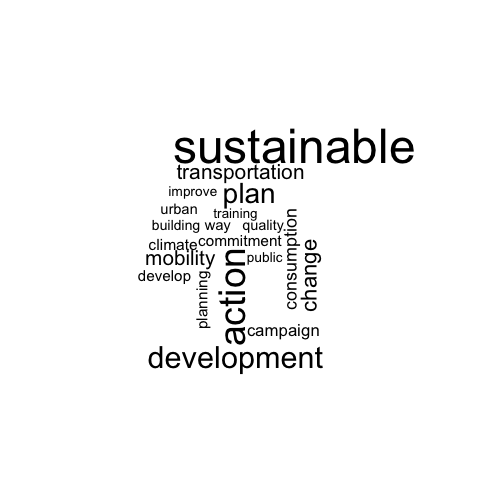 sustainable
transportation
improve plan
urban training
building way quality
climate commitment
mobility public
develop
planning
action
consumption
change
campaign
development